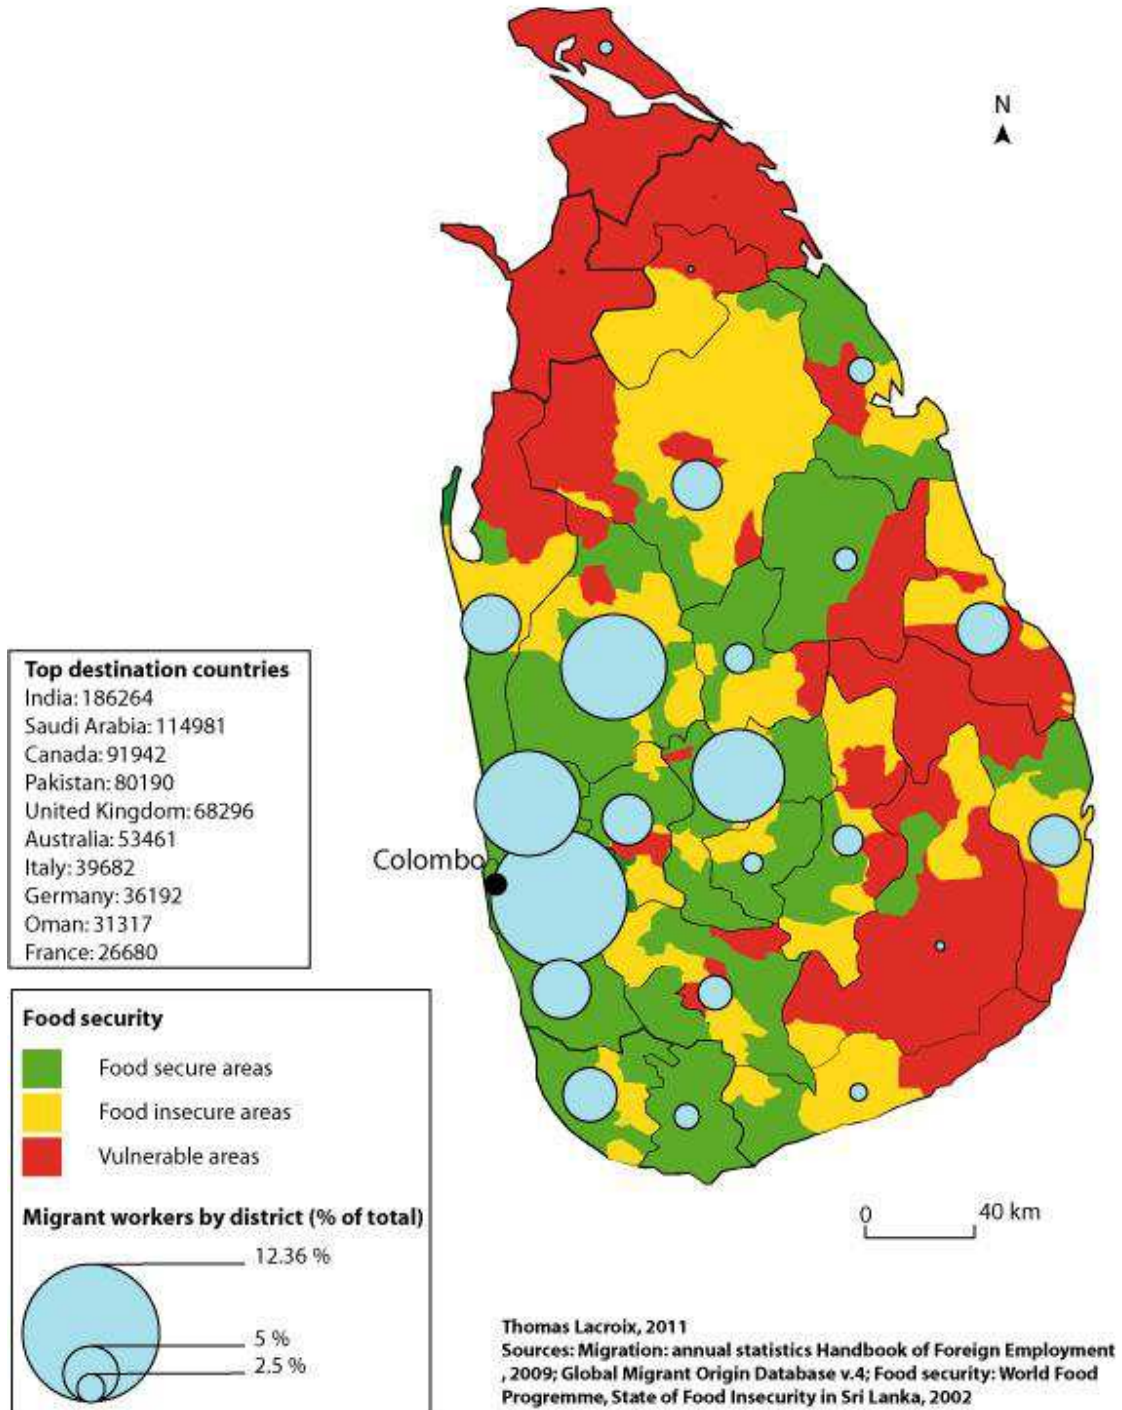 N
Top destination countries
India: 186264
Saudi Arabia: 114981
Canada: 91942
Pakistan: 80190
United Kingdom: 68296
Australia: 53461
Italy: 39682
Germany: 36192
Oman: 31317
France: 26680
Colombo
Food security
Food secure areas
Food insecure areas
Vulnerable areas
Migrant workers by district (% of total)
12.36 %
5 %
2.5 %
0 40 km
Thomas Lacroix, 2011
Sources: Migration: annual statistics Handbook of Foreign Employment
, 2009; Global Migrant Origin Database v.4; Food security: World Food
Progremme, State of Food Insecurity in Sri Lanka, 2002